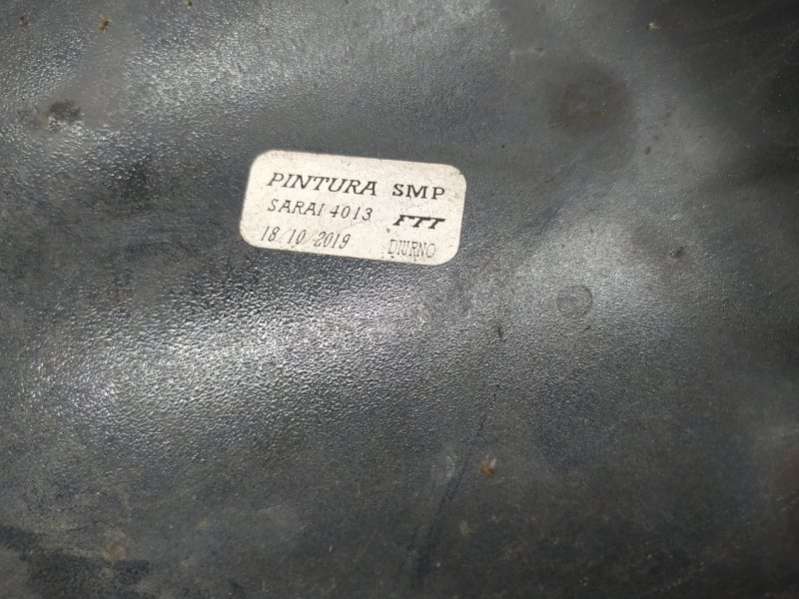 PINTURA SMP
SARAI 4013 FTT
18/10/2019 DIURNO